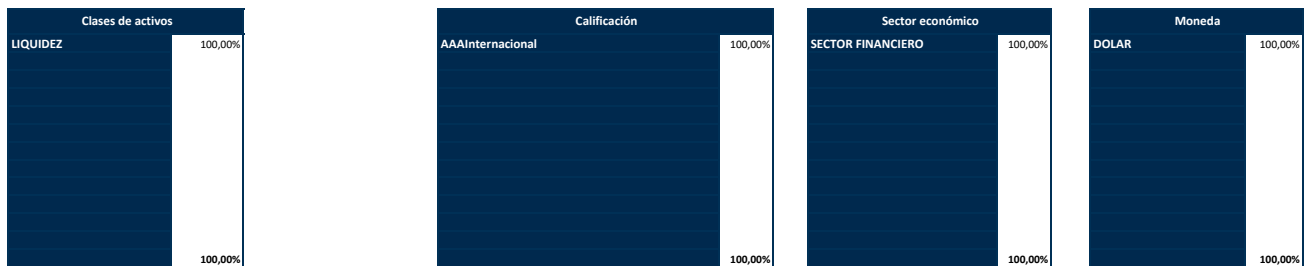 Clases de activos
LIQUIDEZ 100,00%
100,00%
Calificación
AAAInternacional 100,00%
100,00%
Sector económico
SECTOR FINANCIERO 100,00%
100,00%
Moneda
DOLAR 100,00%
100,00%